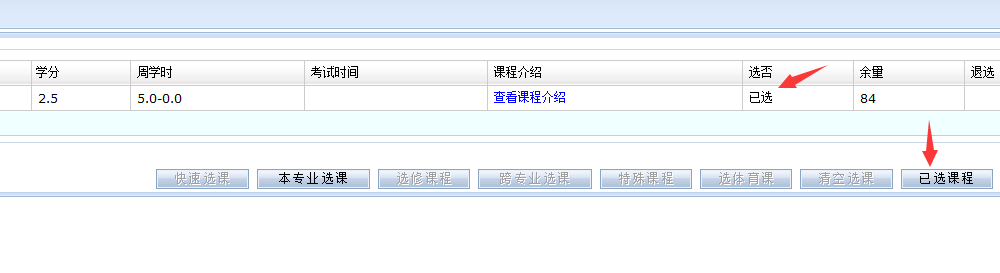 学分 周学时 考试时间 课程介绍 选否 余量 退选
2.5 5.0-0.0 查看课程介绍 已选 84
快速选课 本专业选课 选修课程 跨专业选课 特殊课程 选体育课 清空选课 已选课程